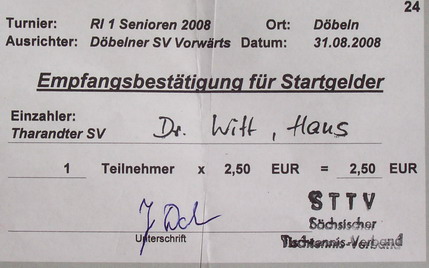 24
Turnier: RI 1 Senioren 2008 Ort: Döbeln
Ausrichter: Döbelner SV Vorwärts Datum: 31.08.2008
Empfangsbestätigung für Startgelder
Einzahler:
Tharandter SV Dr. Witt, Hans
1 Teilnehmer x 2,50 EUR = 2,50 EUR
STTV
Sächsischer
Unterschrift Tischtennis-Verband